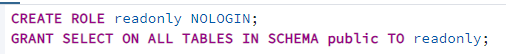 CREATE ROLE readonly NOLOGIN;
GRANT SELECT ON ALL TABLES IN SCHEMA public TO readonly;